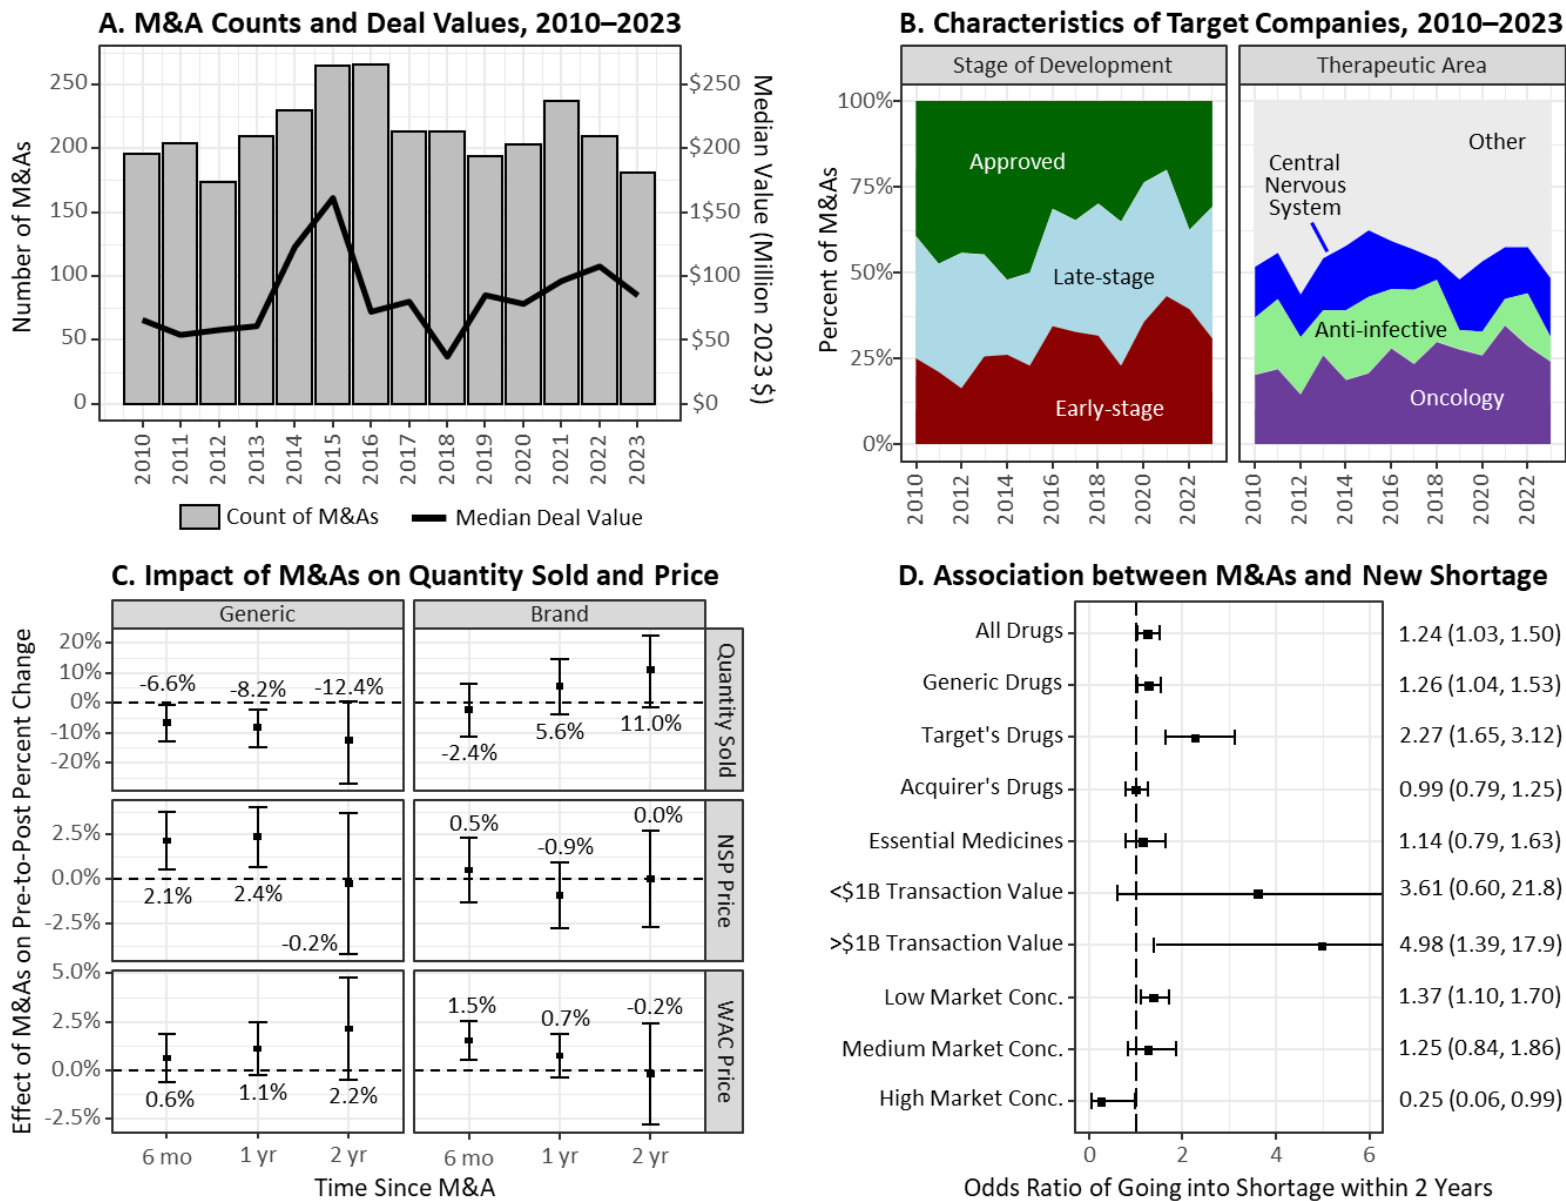 A. M&A Counts and Deal Values, 2010–2023
Number of M&As
250
200
150
100
50
0
$250
$200
1$50
$100
$50
$0
Median Value (Million 2023 $)
2010
2011
2012
2013
2014
2015
2016
2017
2018
2019
2020
2021
2022
2023
Count of M&As
Median Deal Value
B. Characteristics of Target Companies, 2010–2023
Stage of Development
Therapeutic Area
Percent of M&As
100%
75%
50%
25%
0%
Approved
Late-stage
Early-stage
Other
Central
Nervous
System
Anti-infective
Oncology
2010
2012
2014
2016
2018
2020
2022
2010
2012
2014
2016
2018
2020
2022
C. Impact of M&As on Quantity Sold and Price
Generic
Brand
Effect of M&As on Pre-to-Post Percent Change
20%
10%
0%
-10%
-20%
-6.6%
-8.2%
-12.4%
-2.4%
5.6%
11.0%
Quantity Sold
2.5%
0.0%
-2.5%
2.1%
2.4%
-0.2%
0.5%
-0.9%
0.0%
NSP Price
5.0%
2.5%
0.0%
-2.5%
0.6%
1.1%
2.2%
1.5%
0.7%
-0.2%
WAC Price
6 mo
1 yr
2 yr
6 mo
1 yr
2 yr
Time Since M&A
D. Association between M&As and New Shortage
All Drugs
1.24 (1.03, 1.50)
Generic Drugs
1.26 (1.04, 1.53)
Target's Drugs
2.27 (1.65, 3.12)
Acquirer's Drugs
0.99 (0.79, 1.25)
Essential Medicines
1.14 (0.79, 1.63)
<$1B Transaction Value
3.61 (0.60, 21.8)
>$1B Transaction Value
4.98 (1.39, 17.9)
Low Market Conc.
1.37 (1.10, 1.70)
Medium Market Conc.
1.25 (0.84, 1.86)
High Market Conc.
0.25 (0.06, 0.99)
0
2
4
6
Odds Ratio of Going into Shortage within 2 Years